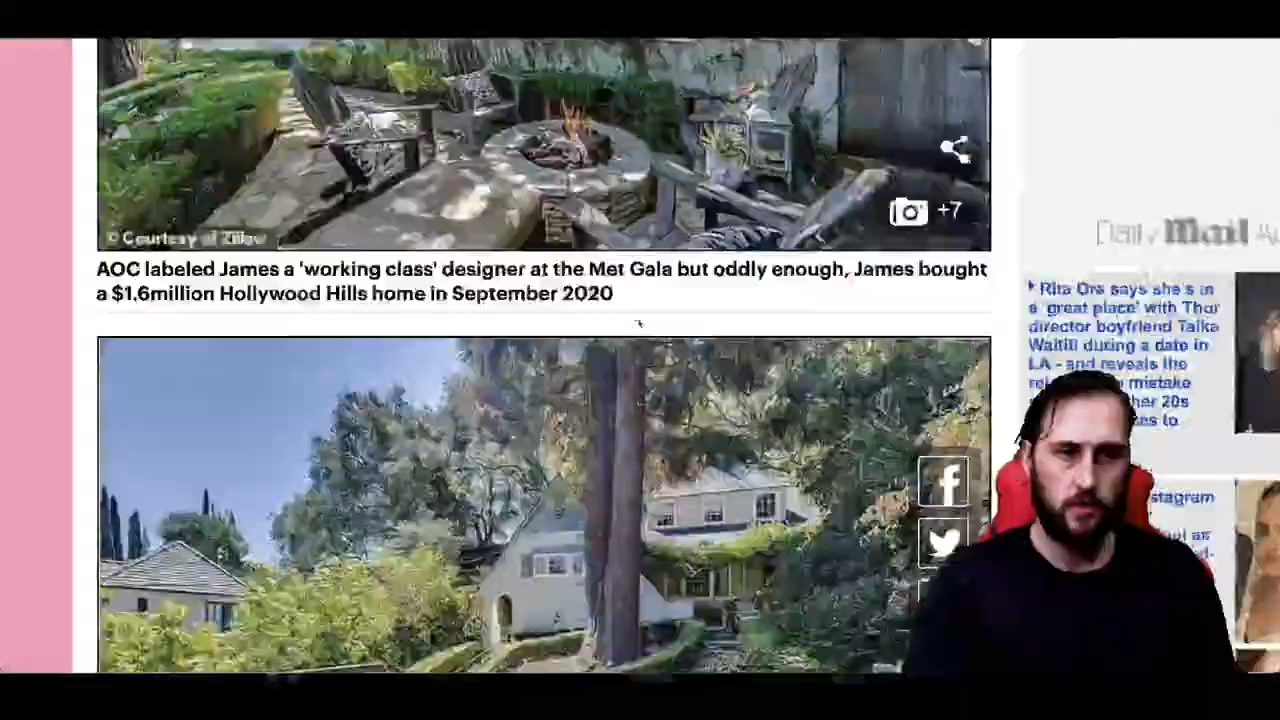 +7
© Courtesy of Zillow
AOC labeled James a 'working class' designer at the Met Gala but oddly enough, James bought
a $1.6million Hollywood Hills home in September 2020
Daily Mail
Rita Ora says she's in
a 'great place' with Thor
director boyfriend Taika
Waititi during a date in
LA - and reveals the
mistake
her 20s
f
stagram